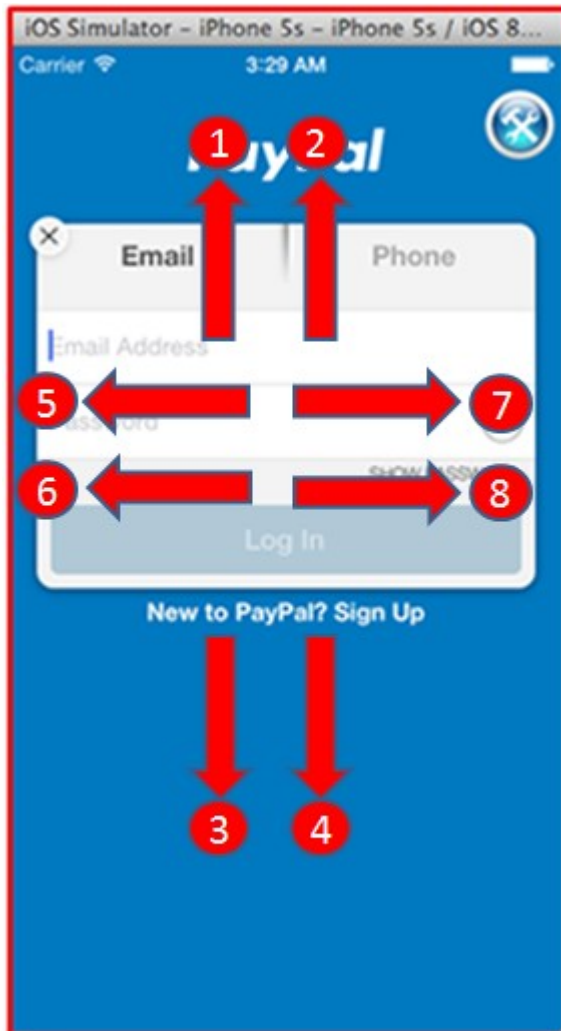 iOS Simulator - iPhone 5s - iPhone 5s / iOS 8...
Carrier 3:29 AM
1 2
Email Phone
Email Address
5 7
Password
6 8
Log In
New to PayPal? Sign Up
3 4